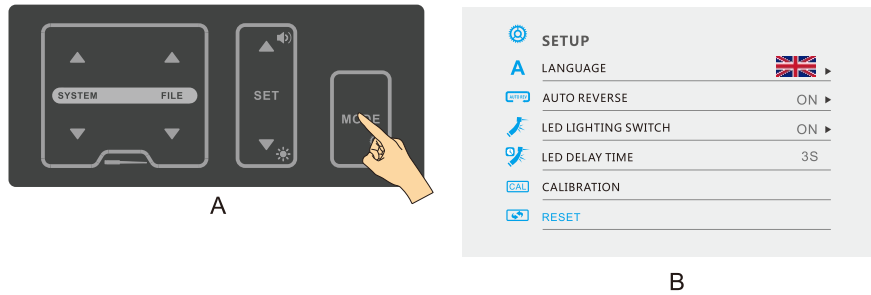 SYSTEM FILE
SET
MODE
A
SETUP
A LANGUAGE
AUTO REVERSE ON
LED LIGHTING SWITCH ON
LED DELAY TIME 3S
CAL CALIBRATION
RESET
B